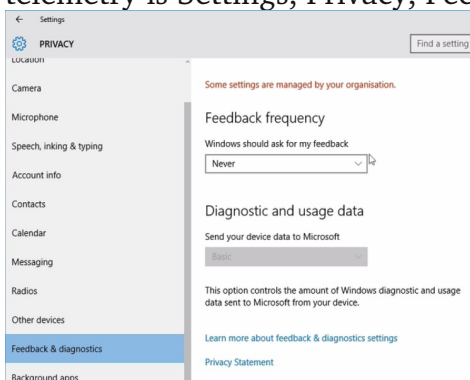 telemetry is Settings, Privacy, Fee
← Settings
PRIVACY
Find a setting
Location
Camera
Microphone
Speech, inking & typing
Account info
Contacts
Calendar
Messaging
Radios
Other devices
Feedback & diagnostics
Background apps
Some settings are managed by your organisation.
Feedback frequency
Windows should ask for my feedback
Never
Diagnostic and usage data
Send your device data to Microsoft
Basic
This option controls the amount of Windows diagnostic and usage
data sent to Microsoft from your device.
Learn more about feedback & diagnostics settings
Privacy Statement